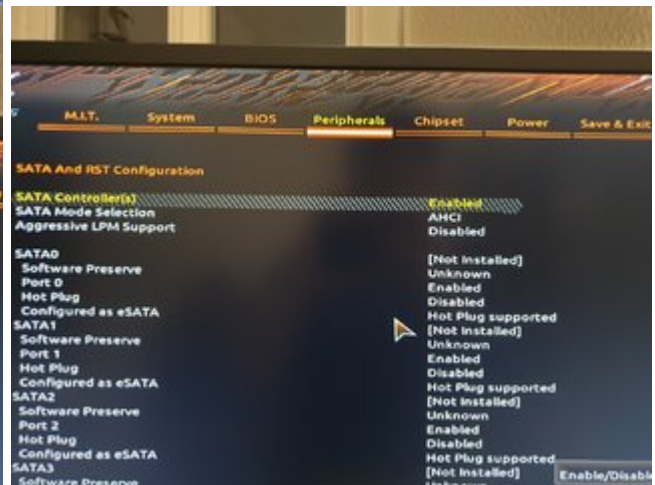 M.I.T. System BIOS Peripherals Chipset Power Save & Exit
SATA And RST Configuration
SATA Controller(s) Enabled
SATA Mode Selection AHCI
Aggressive LPM Support Disabled
SATA0 [Not Installed]
Software Preserve Unknown
Port 0 Enabled
Hot Plug Disabled
Configured as eSATA Hot Plug supported
SATA1 [Not Installed]
Software Preserve Unknown
Port 1 Enabled
Hot Plug Disabled
Configured as eSATA Hot Plug supported
SATA2 [Not Installed]
Software Preserve Unknown
Port 2 Enabled
Hot Plug Disabled
Configured as eSATA Hot Plug supported
SATA3 [Not Installed]
Software Preserve
Enable/Disable